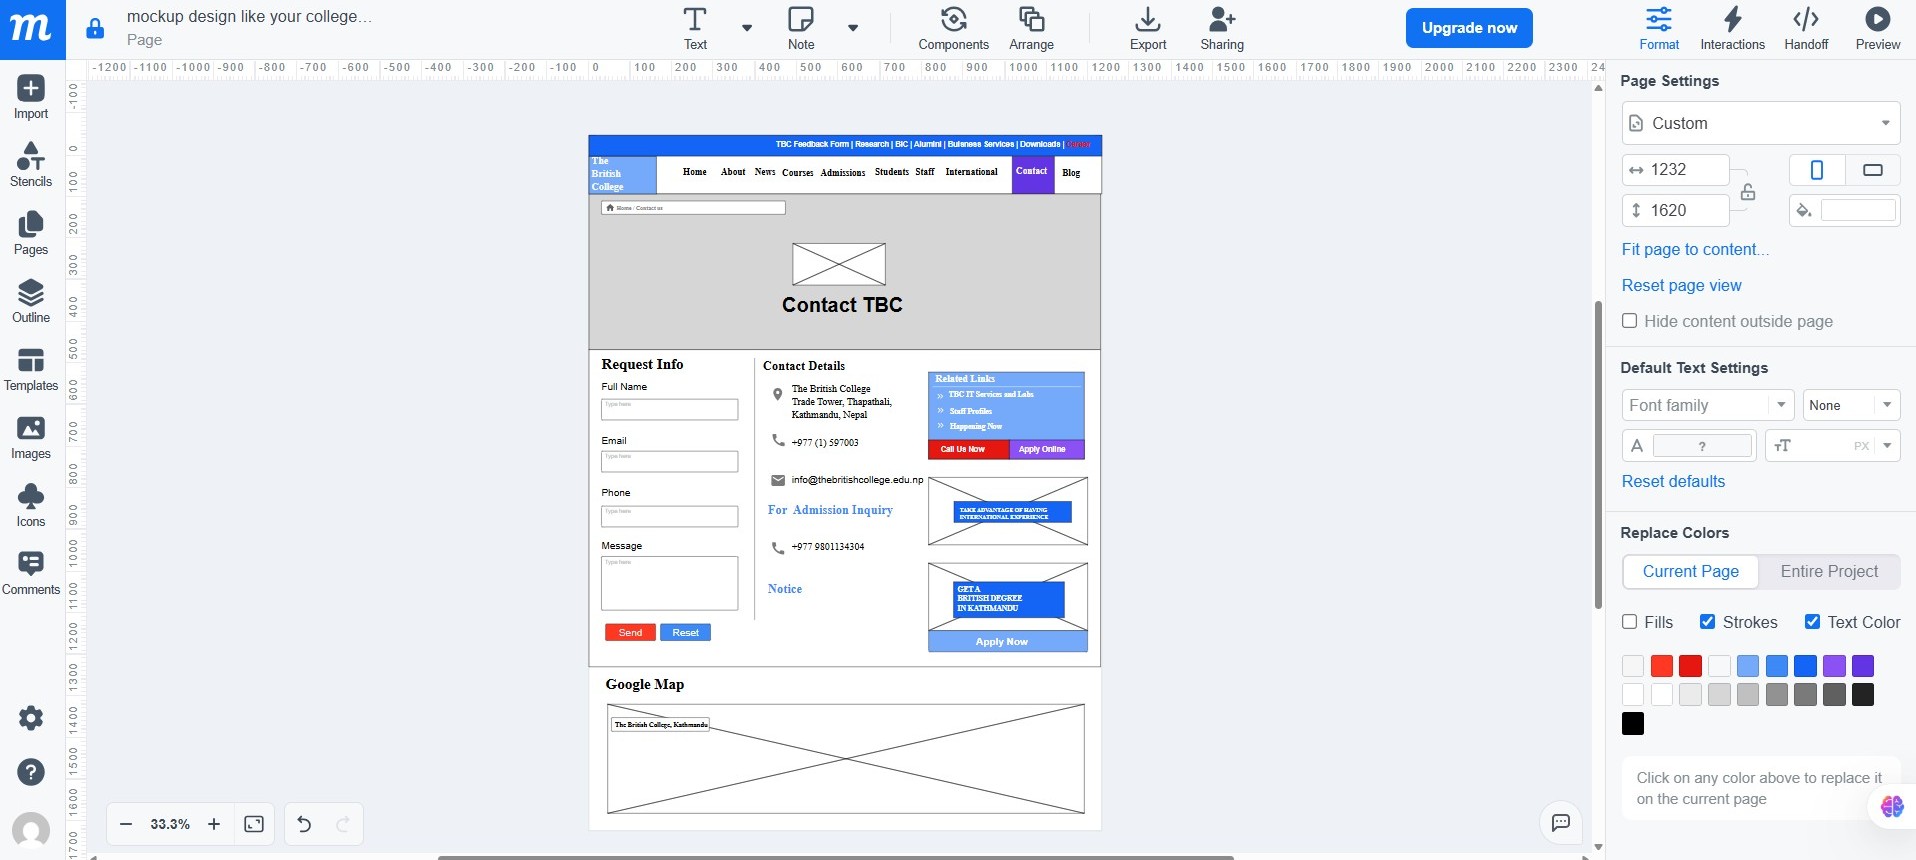 m
mockup design like your college...
Page
Text
Note
Components
Arrange
Export
Sharing
Upgrade now
Format
Interactions
Handoff
Preview
-1200 -1100 -1000 -900 -800 -700 -600 -500 -400 -300 -200 -100 0 100 200 300 400 500 600 700 800 900 1000 1100 1200 1300 1400 1500 1600 1700 1800 1900 2000 2100 2200 2300 24
-100 0 100 200 300 400 500 600 700 800 900 1000 1100 1200 1300 1400 1500 1600 1700
Import
Stencils
Pages
Outline
Templates
Images
Icons
Comments
TBC Feedback Form | Research | BIC | Alumini | Buisness Services | Downloads | Career
The
British
College
Home About News Courses Admissions Students Staff International Contact Blog
Home / Contact us
Contact TBC
Request Info
Full Name
Type here
Email
Type here
Phone
Type here
Message
Type here
Send
Reset
Contact Details
The British College
Trade Tower, Thapathali,
Kathmandu, Nepal
+977 (1) 597003
info@thebritishcollege.edu.np
For Admission Inquiry
+977 9801134304
Notice
Related Links
» TBC IT Services and Labs
» Staff Profiles
» Happening Now
Call Us Now
Apply Online
TAKE ADVANTAGE OF HAVING
INTERNATIONAL EXPERIENCE
GET A
BRITISH DEGREE
IN KATHMANDU
Apply Now
Google Map
The British College, Kathmandu
33.3%
Page Settings
Custom
1232
1620
Fit page to content...
Reset page view
Hide content outside page
Default Text Settings
Font family
None
A
?
TT
PX
Reset defaults
Replace Colors
Current Page
Entire Project
Fills
Strokes
Text Color
Click on any color above to replace it
on the current page